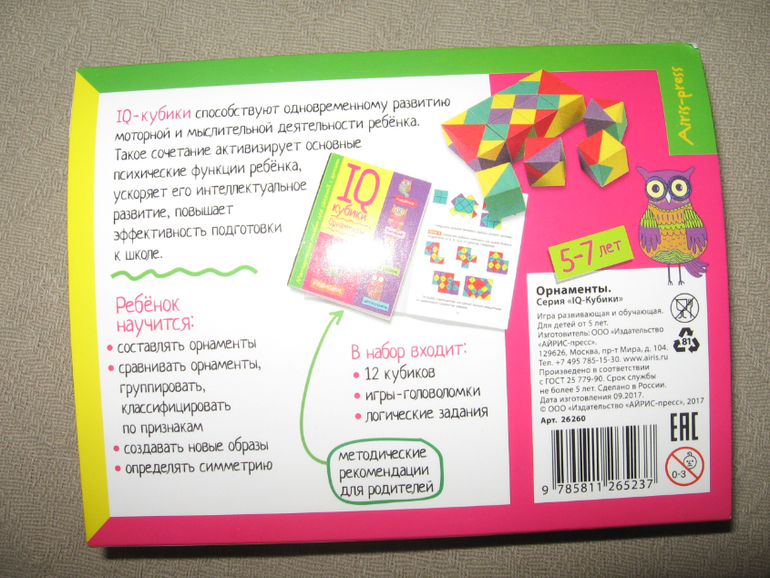 IQ-кубики способствуют одновременному развитию
моторной и мыслительной деятельности ребёнка.
Такое сочетание активизирует основные
психические функции ребёнка,
ускоряет его интеллектуальное
развитие, повышает
эффективность подготовки
к школе.
Ребёнок
научится:
• составлять орнаменты
• сравнивать орнаменты,
группировать,
классифицировать
по признакам
• создавать новые образы
• определять симметрию
IQ
кубики
В набор входит:
• 12 кубиков
• игры-головоломки
• логические задания
методические
рекомендации
для родителей
Airis-press
5-7 лет
Орнаменты.
Серия «IQ-Кубики»
Игра развивающая и обучающая.
Для детей от 5 лет.
Изготовитель: ООО «Издательство
«АЙРИС-пресс».
129626, Москва, пр-т Мира, д. 104.
Тел. +7 495 785-15-30. www.airis.ru
Произведено в соответствии
с ГОСТ 25 779-90. Срок службы
не более 5 лет. Сделано в России.
Дата изготовления 09.2017.
© ООО «Издательство «АЙРИС-пресс», 2017
Арт. 26260
81
EAC
0-3
9 785811 265237